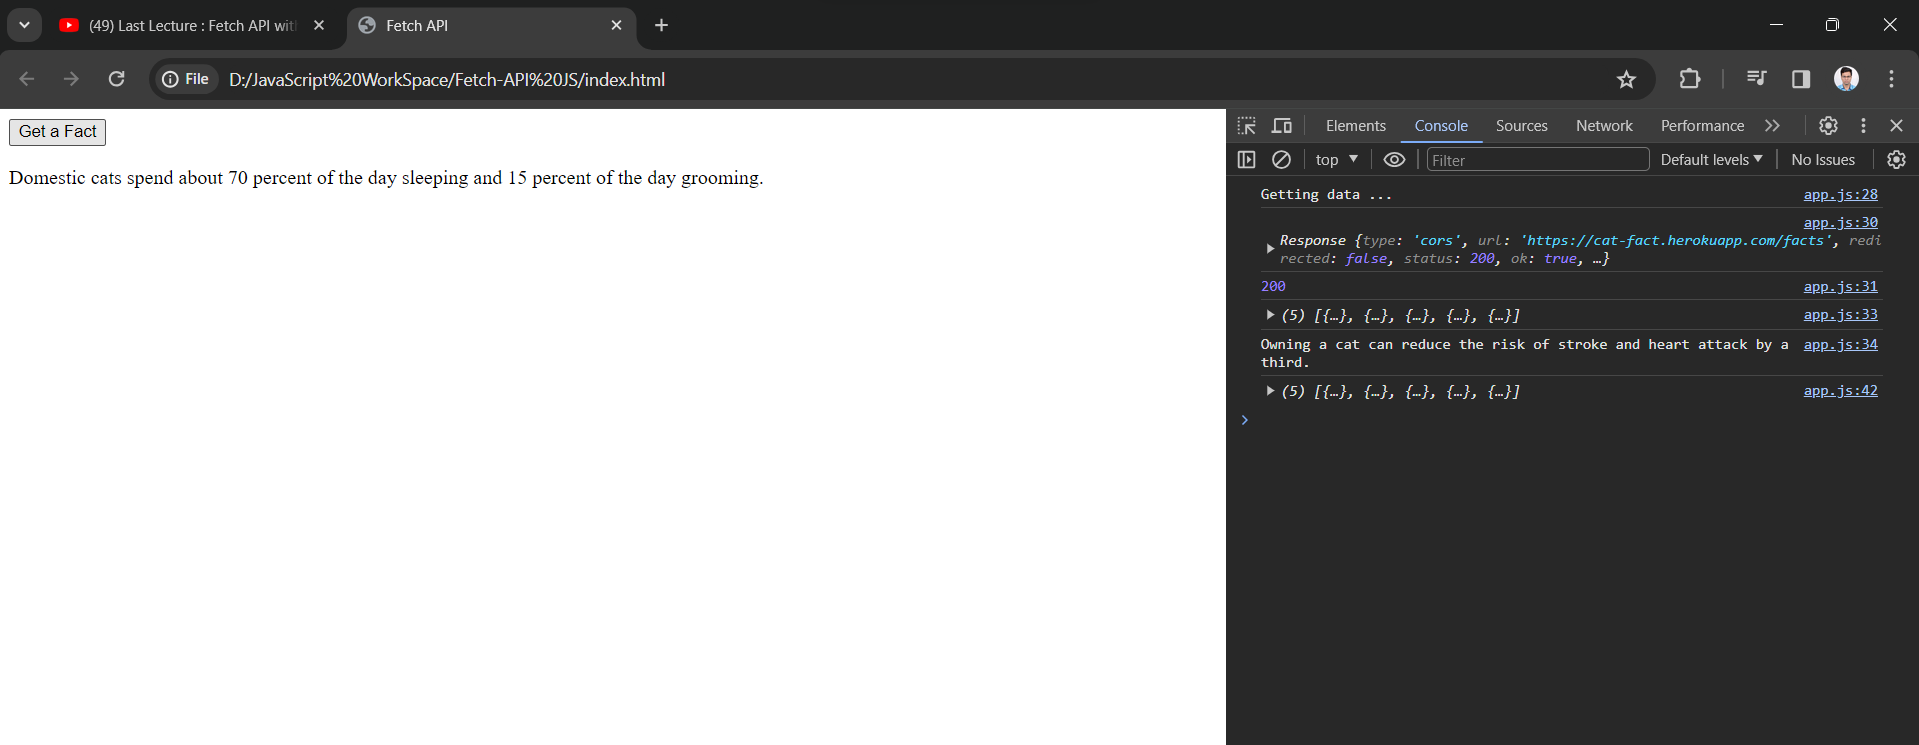 (49) Last Lecture : Fetch API wit
Fetch API
File
D:/JavaScript%20WorkSpace/Fetch-API%20JS/index.html
Get a Fact
Domestic cats spend about 70 percent of the day sleeping and 15 percent of the day grooming.
Elements Console Sources Network Performance
top Filter Default levels No Issues
Getting data ... app.js:28
app.js:30
Response {type: 'cors', url: 'https://cat-fact.herokuapp.com/facts', redi
rected: false, status: 200, ok: true, …}
200 app.js:31
(5) [{…}, {…}, {…}, {…}, {…}] app.js:33
Owning a cat can reduce the risk of stroke and heart attack by a app.js:34
third.
(5) [{…}, {…}, {…}, {…}, {…}] app.js:42